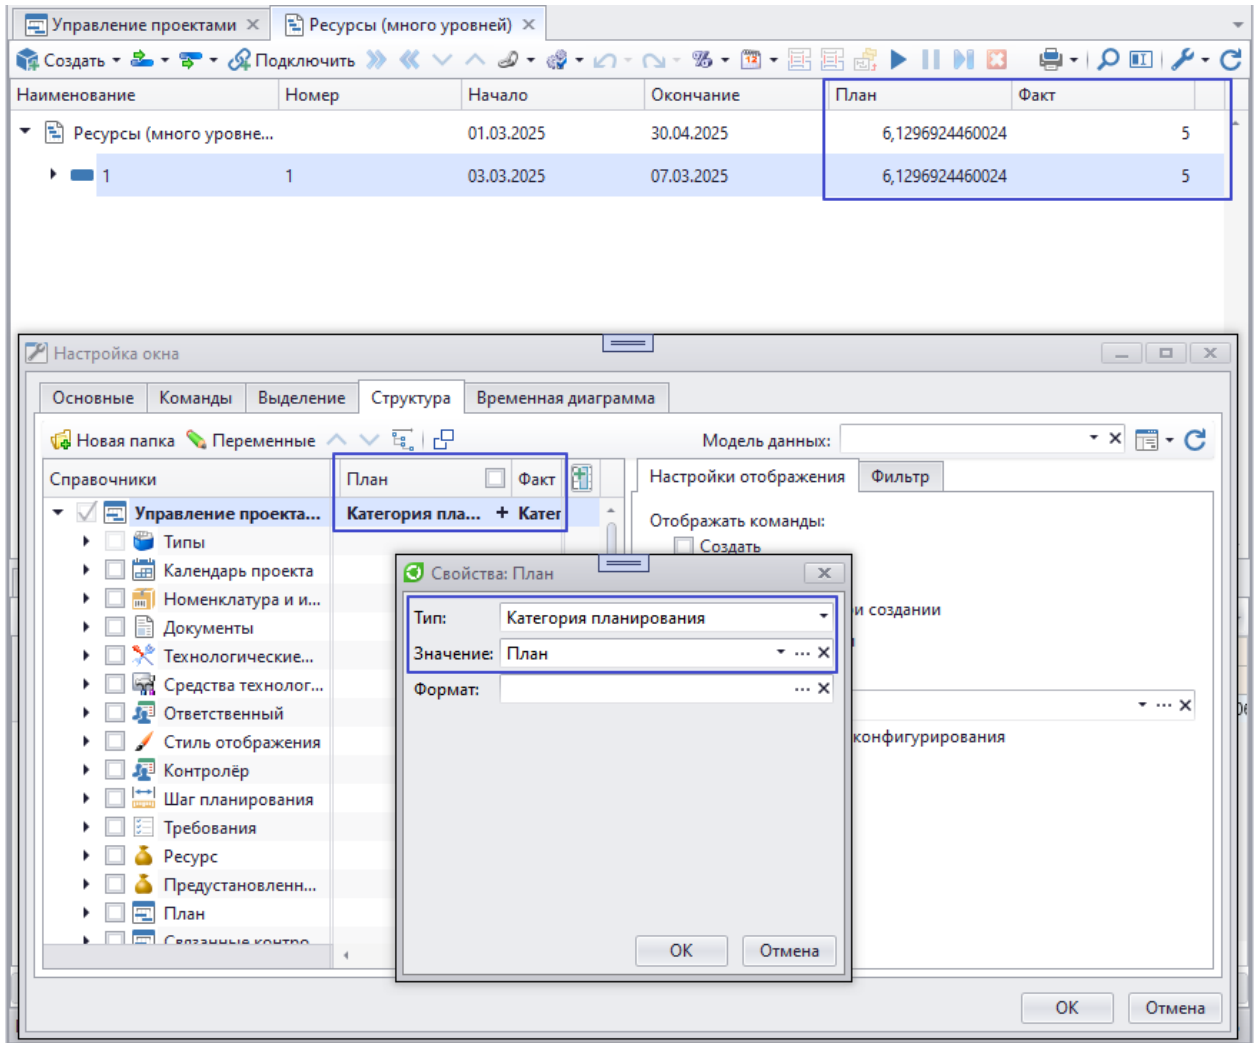 Управление проектами
Ресурсы (много уровней)
Создать
Подключить
Наименование Номер Начало Окончание План Факт
Ресурсы (много уровне... 01.03.2025 30.04.2025 6,1296924460024 5
1 1 03.03.2025 07.03.2025 6,1296924460024 5
Настройка окна
Основные Команды Выделение Структура Временная диаграмма
Новая папка Переменные Модель данных:
Справочники План Факт
Настройки отображения Фильтр
Управление проекта... Категория пла... + Катег
Отображать команды:
Типы
Создать
Календарь проекта
Номенклатура и и...
и создании
Документы
Технологические...
Средства технолог...
Ответственный
Стиль отображения
конфигурирования
Контролёр
Шаг планирования
Требования
Ресурс
Предустановленн...
План
Связанные контро
Свойства: План
Тип: Категория планирования
Значение: План
Формат:
ОК Отмена
ОК Отмена